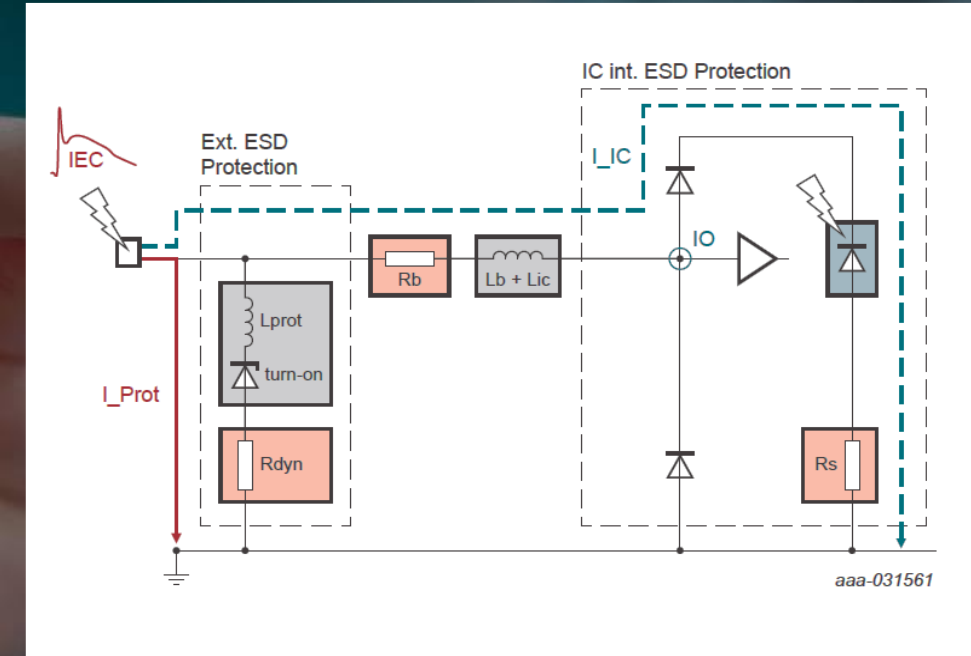 IC int. ESD Protection
Ext. ESD
Protection
IEC
I_IC
IO
Rb
Lb + Lic
Lprot
turn-on
I_Prot
Rdyn
Rs
aaa-031561